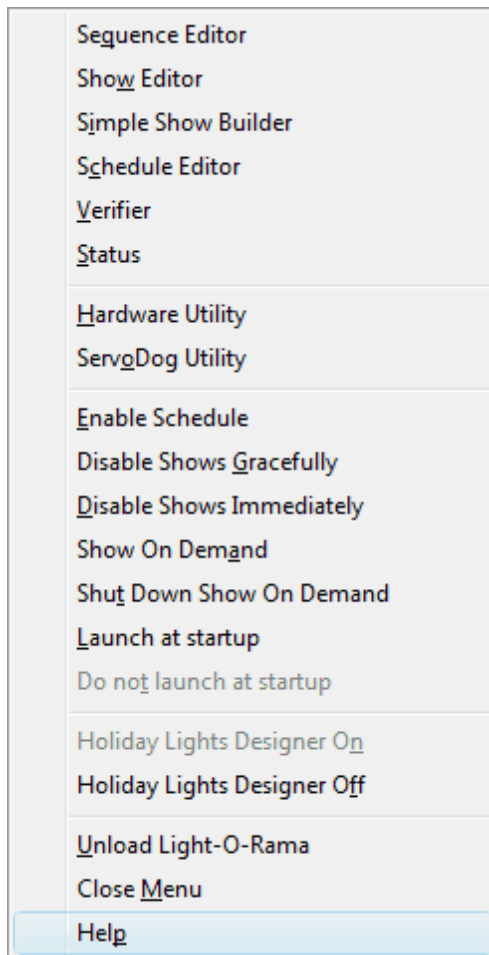 Sequence Editor
Show Editor
Simple Show Builder
Schedule Editor
Verifier
Status
Hardware Utility
ServoDog Utility
Enable Schedule
Disable Shows Gracefully
Disable Shows Immediately
Show On Demand
Shut Down Show On Demand
Launch at startup
Do not launch at startup
Holiday Lights Designer On
Holiday Lights Designer Off
Unload Light-O-Rama
Close Menu
Help